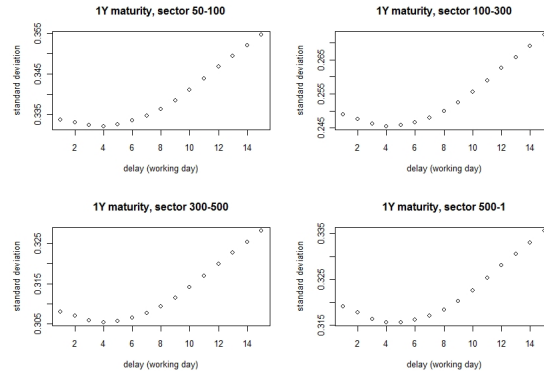 1Y maturity, sector 50-100
standard deviation
0.335 0.345 0.355
2 4 6 8 10 12 14
delay (working day)
1Y maturity, sector 100-300
standard deviation
0.245 0.255 0.265
2 4 6 8 10 12 14
delay (working day)
1Y maturity, sector 300-500
standard deviation
0.305 0.315 0.325
2 4 6 8 10 12 14
delay (working day)
1Y maturity, sector 500-1
standard deviation
0.315 0.325 0.335
2 4 6 8 10 12 14
delay (working day)